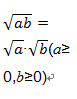 √ab =
√a·√b(a≥
0,b≥0)↵